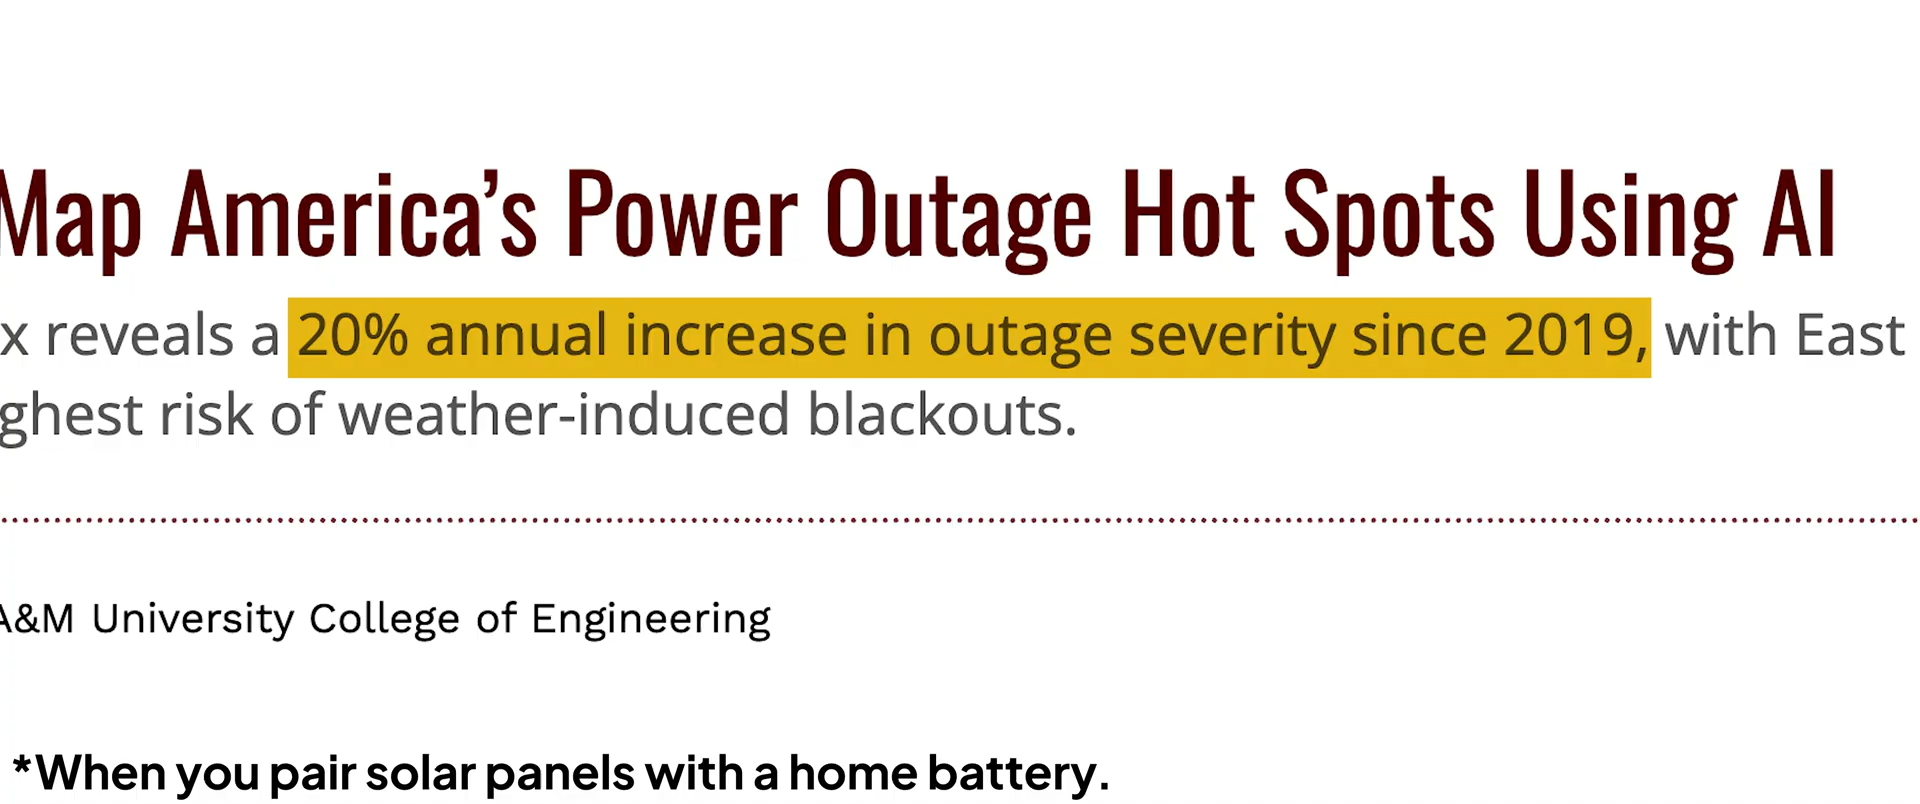 Map America’s Power Outage Hot Spots Using AI
x reveals a 20% annual increase in outage severity since 2019, with East
ghest risk of weather-induced blackouts.
A&M University College of Engineering
*When you pair solar panels with a home battery.